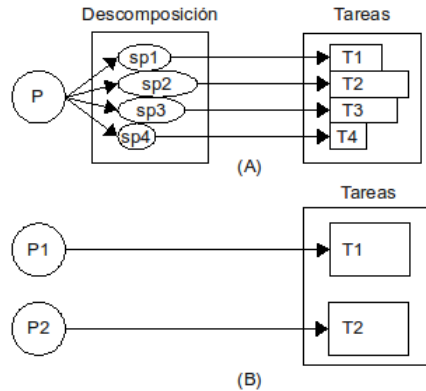 Descomposición Tareas
sp1 T1
P sp2 T2
sp3 T3
sp4 T4
(A)
Tareas
P1 T1
P2 T2
(B)